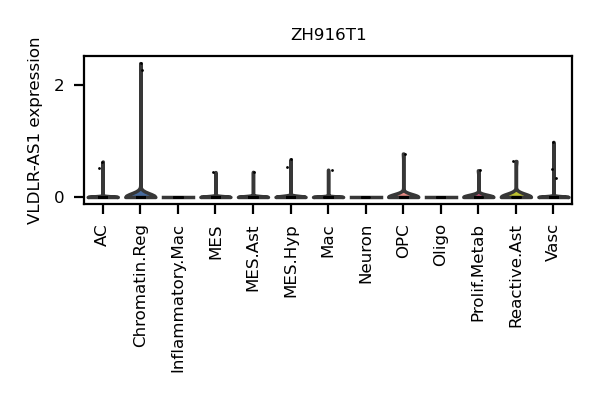 ZH916T1
VLDLR-AS1 expression
2
0
AC
Chromatin.Reg
Inflammatory.Mac
MES
MES.Ast
MES.Hyp
Mac
Neuron
OPC
Oligo
Prolif.Metab
Reactive.Ast
Vasc